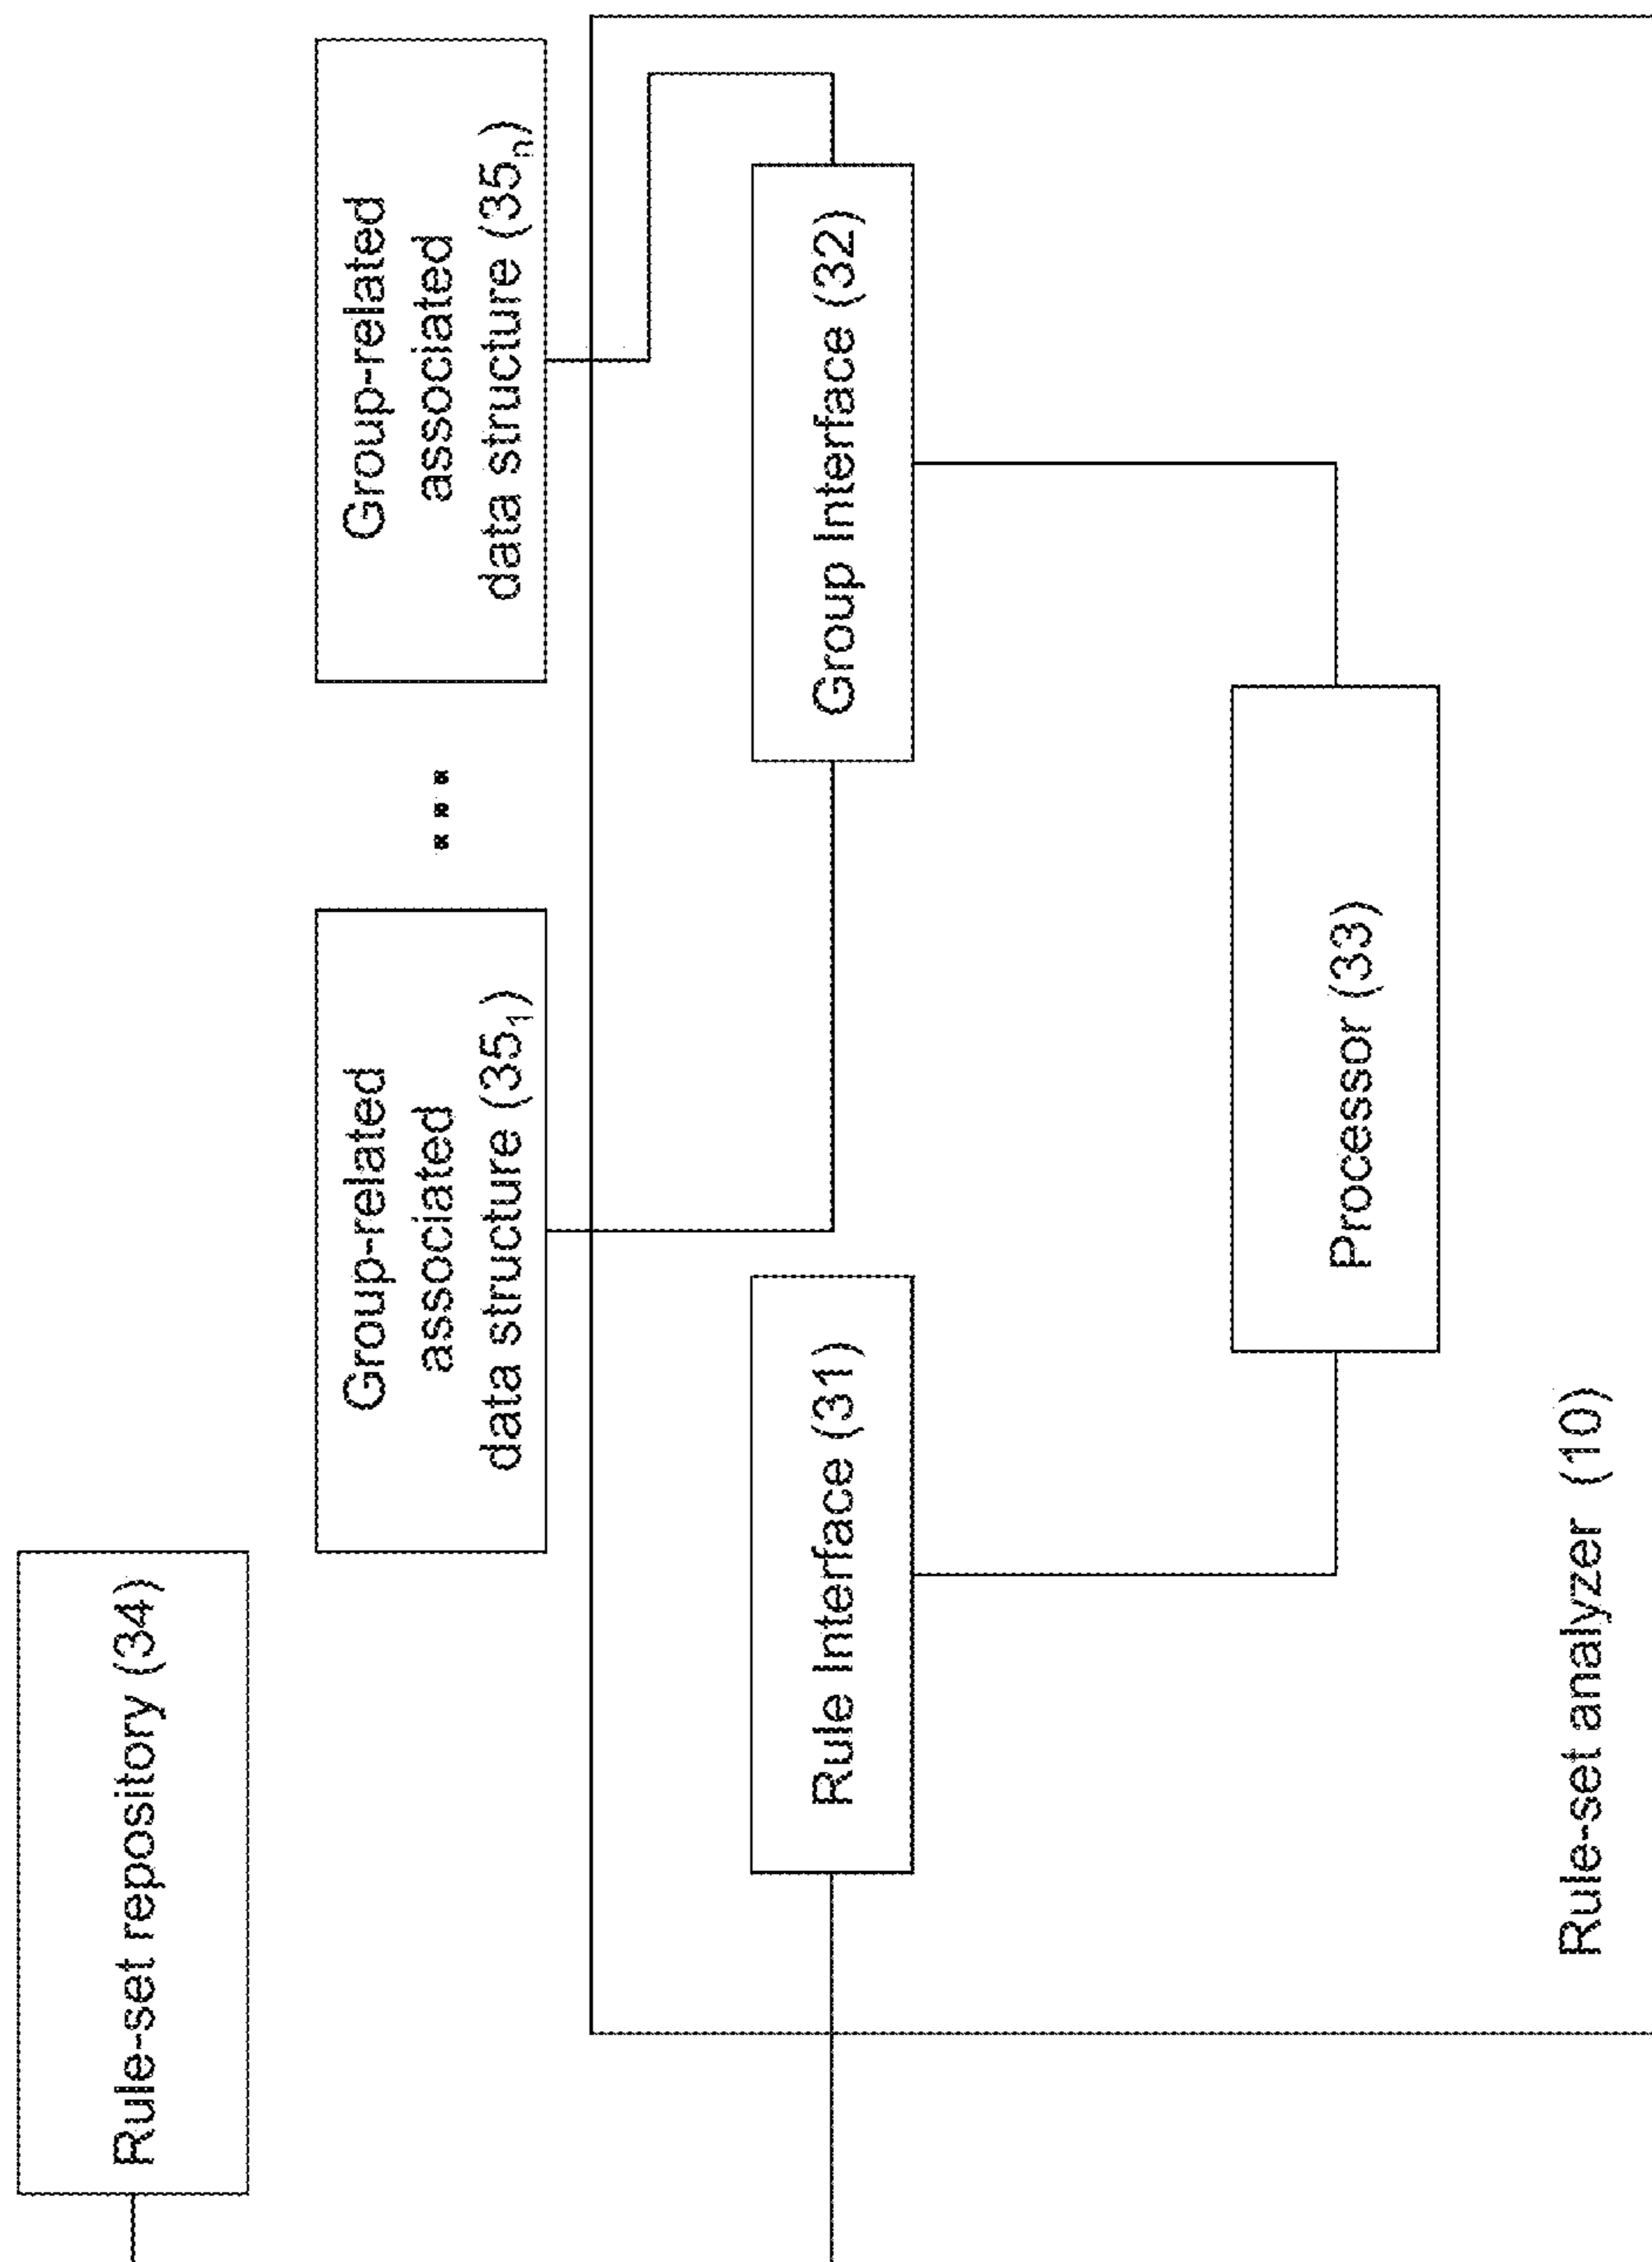 Rule-set repository (34)
Group-related
associated
data structure (35₁)
...
Group-related
associated
data structure (35ₙ)
Rule Interface (31)
Group Interface (32)
Processor (33)
Rule-set analyzer (10)